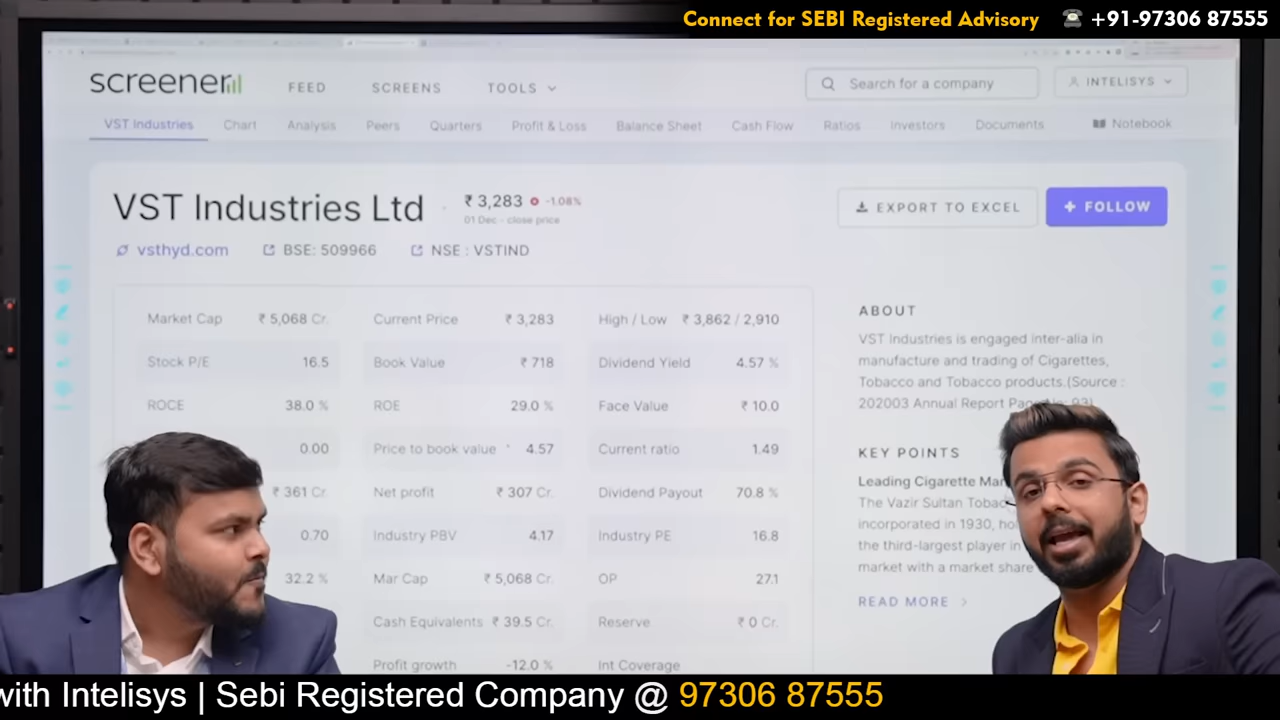 Connect for SEBI Registered Advisory ☎ +91-97306 87555
screener
FEED SCREENS TOOLS
Search for a company
INTELISYS
VST Industries Chart Analysis Peers Quarters Profit & Loss Balance Sheet Cash Flow Ratios Investors Documents Notebook
VST Industries Ltd
₹ 3,283 -1.08%
01 Dec - close price
EXPORT TO EXCEL
+ FOLLOW
vsthyd.com BSE: 509966 NSE : VSTIND
Market Cap ₹ 5,068 Cr. Current Price ₹ 3,283 High / Low ₹ 3,862 / 2,910
Stock P/E 16.5 Book Value ₹ 718 Dividend Yield 4.57 %
ROCE 38.0 % ROE 29.0 % Face Value ₹ 10.0
0.00 Price to book value 4.57 Current ratio 1.49
₹ 361 Cr. Net profit ₹ 307 Cr. Dividend Payout 70.8 %
0.70 Industry PBV 4.17 Industry PE 16.8
32.2 % Mar Cap ₹ 5,068 Cr. OP 27.1
Cash Equivalents ₹ 39.5 Cr. Reserve ₹ 0 Cr.
Profit growth -12.0 % Int Coverage
ABOUT
VST Industries is engaged inter-alia in
manufacture and trading of Cigarettes,
Tobacco and Tobacco products.(Source :
202003 Annual Report Page No: 93)
KEY POINTS
Leading Cigarette Mar
The Vazir Sultan Tobac
incorporated in 1930, ho
the third-largest player in
market with a market share
READ MORE
with Intelisys | Sebi Registered Company @ 97306 87555